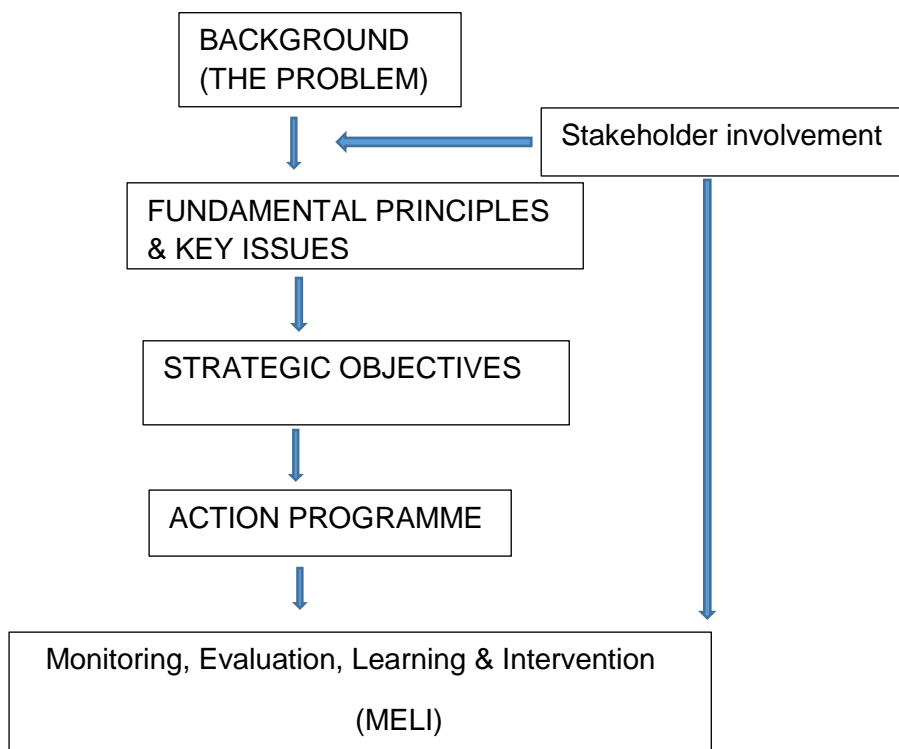 BACKGROUND
(THE PROBLEM)
Stakeholder involvement
FUNDAMENTAL PRINCIPLES
& KEY ISSUES
STRATEGIC OBJECTIVES
ACTION PROGRAMME
Monitoring, Evaluation, Learning & Intervention
(MELI)